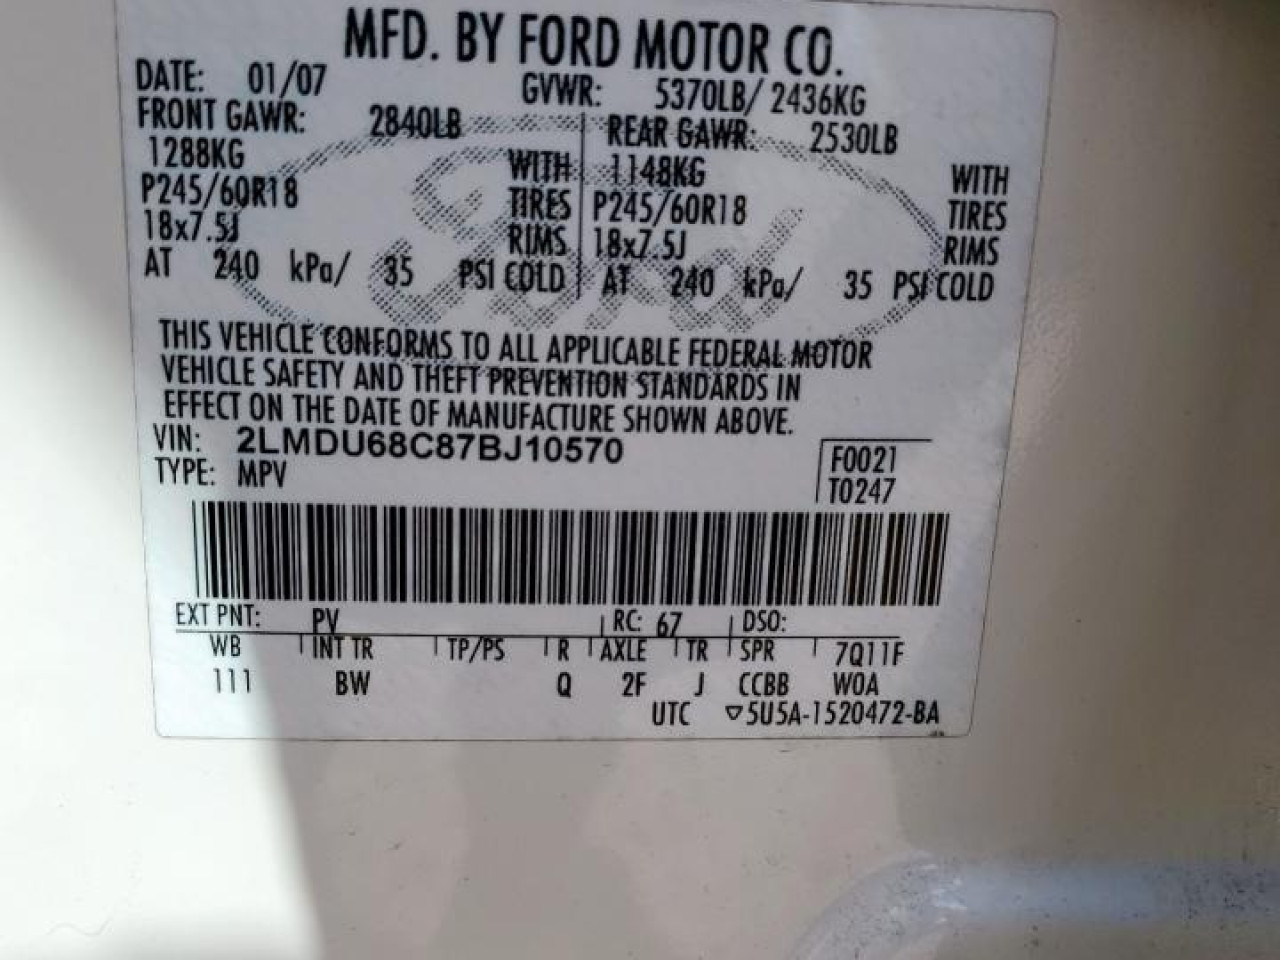 MFD. BY FORD MOTOR CO.
DATE: 01/07 GVWR: 5370LB/ 2436KG
FRONT GAWR: 2840LB REAR GAWR: 2530LB
1288KG WITH 1148KG WITH
P245/60R18 TIRES P245/60R18 TIRES
18x7.5J RIMS 18x7.5J RIMS
AT 240 kPa/ 35 PSI COLD AT 240 kPa/ 35 PSI COLD
Ford
THIS VEHICLE CONFORMS TO ALL APPLICABLE FEDERAL MOTOR
VEHICLE SAFETY AND THEFT PREVENTION STANDARDS IN
EFFECT ON THE DATE OF MANUFACTURE SHOWN ABOVE.
VIN: 2LMDU68C87BJ10570
TYPE: MPV
F0021
T0247
EXT PNT: PV RC: 67 DSO:
WB INT TR TP/PS R AXLE TR SPR 7Q11F
111 BW Q 2F J CCBB WOA
UTC ▽5U5A-1520472-BA